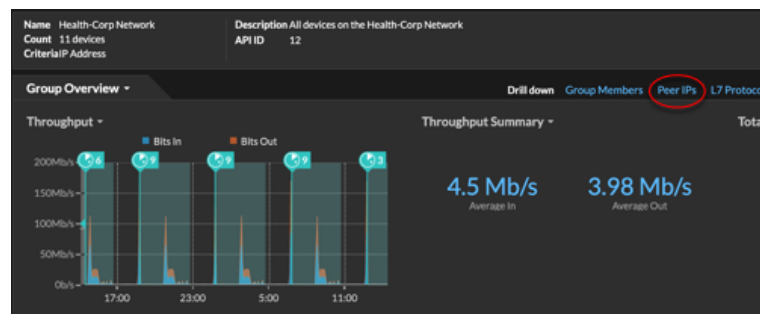 Name Health-Corp Network
Count 11 devices
Criteria IP Address
Description All devices on the Health-Corp Network
API ID 12
Group Overview
Drill down Group Members Peer IPs L7 Protoco
Throughput
Bits In Bits Out
200Mb/s
150Mb/s
100Mb/s
50Mb/s
0b/s
6 9 9 9 3
17:00 23:00 5:00 11:00
Throughput Summary
4.5 Mb/s
Average In
3.98 Mb/s
Average Out
Tota